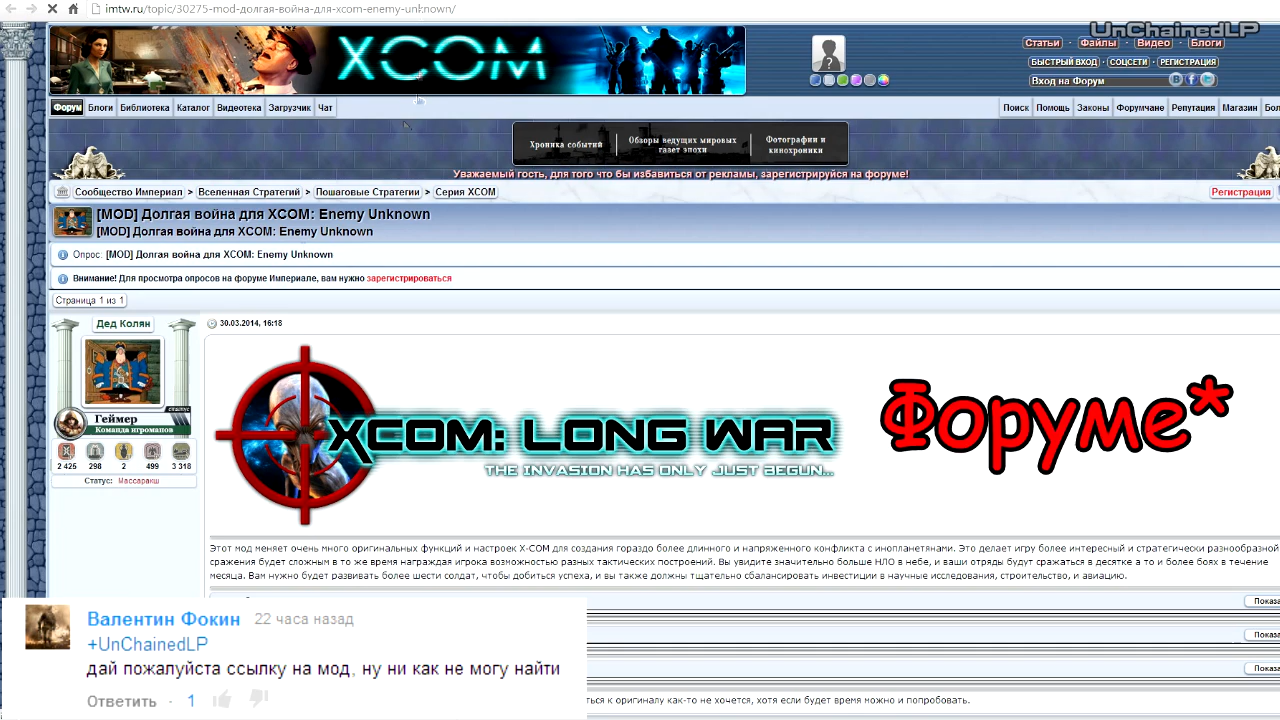 imtw.ru/topic/30275-mod-долгая-война-для-xcom-enemy-unknown/
UnChainedLP
XCOM
Статьи · Файлы · Видео · Блоги
БЫСТРЫЙ ВХОД · СОЦСЕТИ · РЕГИСТРАЦИЯ
Вход на Форум
Форум Блоги Библиотека Каталог Видеотека Загрузчик Чат
Поиск Помощь Законы Форумчане Репутация Магазин Бол
Хроника событий
Обзоры ведущих мировых
газет эпохи
Фотографии и
кинохроники
Уважаемый гость, для того что бы избавиться от рекламы, зарегистрируйся на форуме!
Сообщество Империал > Вселенная Стратегий > Пошаговые Стратегии > Серия XCOM
Регистрация
[MOD] Долгая война для XCOM: Enemy Unknown
[MOD] Долгая война для XCOM: Enemy Unknown
Опрос: [MOD] Долгая война для XCOM: Enemy Unknown
Внимание! Для просмотра опросов на форуме Империале, вам нужно зарегистрироваться
Страница 1 из 1
Дед Колян
30.03.2014, 16:18
Геймер
Команда игроманов
2 425 298 2 499 3 318
Статус: Массаракш
XCOM: LONG WAR
THE INVASION HAS ONLY JUST BEGUN...
Форуме*
Этот мод меняет очень много оригинальных функций и настроек X-COM для создания гораздо более длинного и напряженного конфликта с инопланетянами. Это делает игру более интересный и стратегически разнообразной
сражения будет сложным в то же время награждая игрока возможностью разных тактических построений. Вы увидите значительно больше НЛО в небе, и ваши отряды будут сражаться в десятке а то и более боях в течение
месяца. Вам нужно будет развивать более шести солдат, чтобы добиться успеха, и вы также должны тщательно сбалансировать инвестиции в научные исследования, строительство, и авиацию.
Показа
Показа
Показа
Валентин Фокин 22 часа назад
+UnChainedLP
дай пожалуйста ссылку на мод, ну ни как не могу найти
Ответить · 1
ться к оригиналу как-то не хочется, хотя если будет время можно и попробовать.